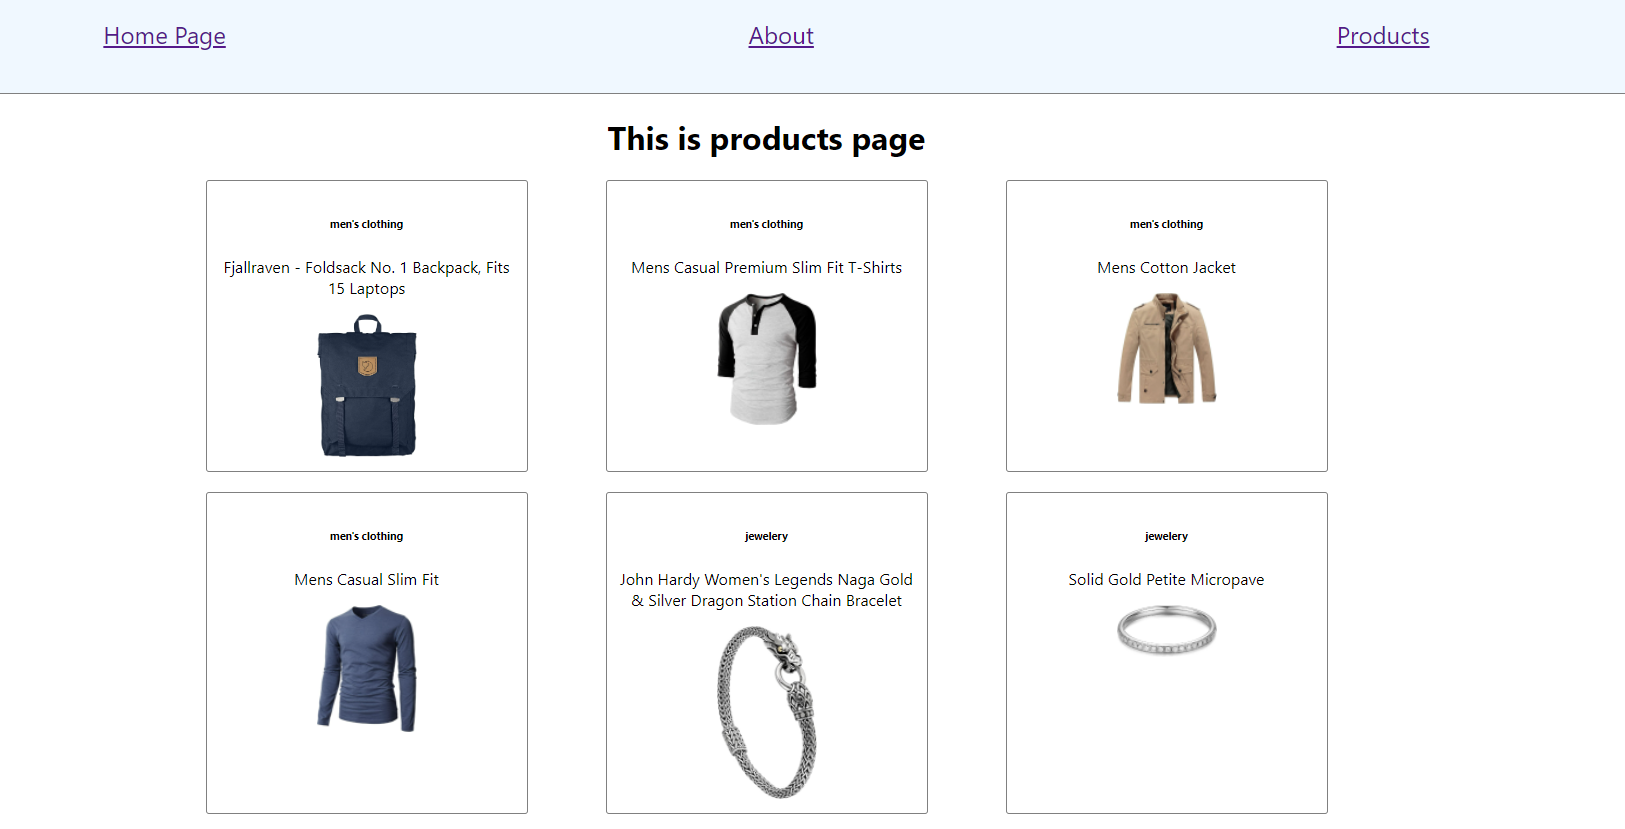 Home Page
About
Products
This is products page
men's clothing
Fjallraven - Foldsack No. 1 Backpack, Fits
15 Laptops
men's clothing
Mens Casual Premium Slim Fit T-Shirts
men's clothing
Mens Cotton Jacket
men's clothing
Mens Casual Slim Fit
jewelery
John Hardy Women's Legends Naga Gold
& Silver Dragon Station Chain Bracelet
jewelery
Solid Gold Petite Micropave